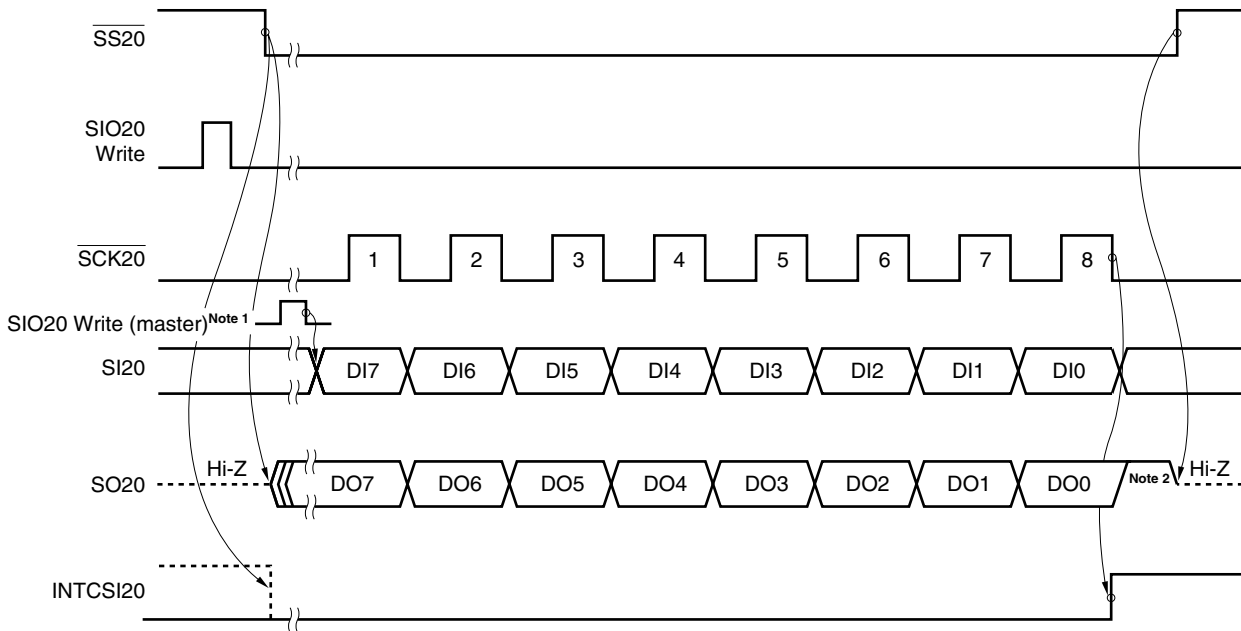 SS20
SIO20
Write
SCK20
1 2 3 4 5 6 7 8
SIO20 Write (master)Note 1
SI20
DI7 DI6 DI5 DI4 DI3 DI2 DI1 DI0
Hi-Z
SO20
DO7 DO6 DO5 DO4 DO3 DO2 DO1 DO0
Note 2
Hi-Z
INTCSI20